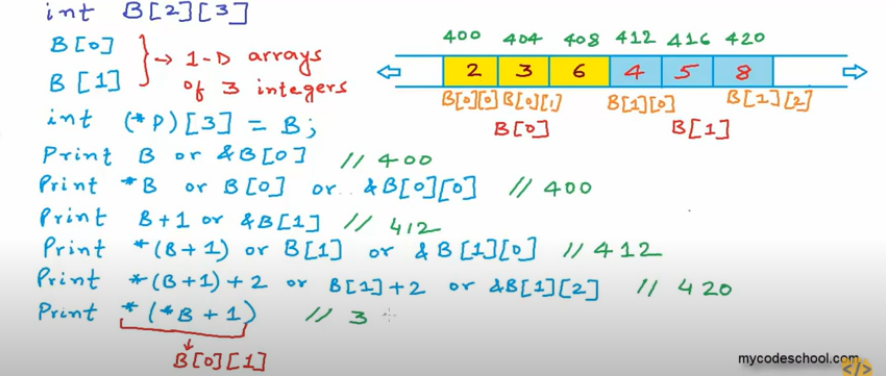 int B[2][3]
B[0]
B[1]
→ 1-D arrays
of 3 integers
400 404 408 412 416 420
2 3 6 4 5 8
B[0][0] B[0][1] B[1][0] B[1][2]
B[0] B[1]
int (*P)[3] = B;
Print B or &B[0] // 400
Print *B or B[0] or &B[0][0] // 400
Print B+1 or &B[1] // 412
Print *(B+1) or B[1] or &B[1][0] // 412
Print *(B+1)+2 or B[1]+2 or &B[1][2] // 420
Print *(*B+1) // 3
B[0][1]
mycodeschool.com
</>